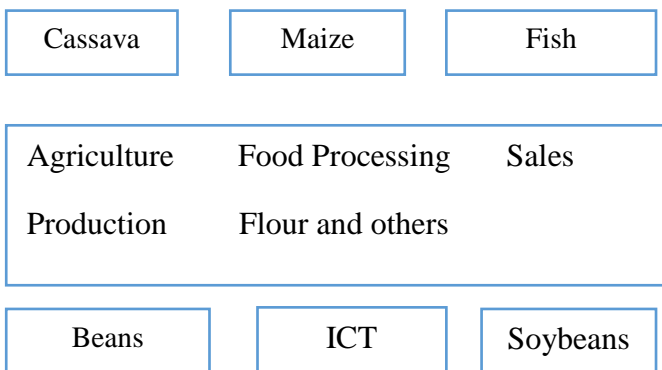 Cassava Maize Fish
Agriculture Food Processing Sales
Production Flour and others
Beans ICT Soybeans